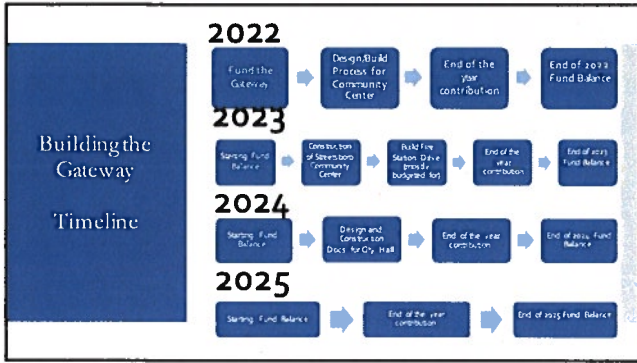 Building the
Gateway
Timeline
2022
Fund the
Gateway
Design/Build
Process for
Community
Center
End of the
year
contribution
End of 2022
Fund Balance
2023
Starting Fund
Balance
Construction
of Streetsboro
Community
Center
Build Fire
Station Drive
budgeted for)
End of the
year
contribution
End of 2023
Fund Balance
2024
Starting Fund
Balance
Design and
Construction
Docs for City Hall
End of the year
contribution
End of 2024 Fund
Balance
2025
Starting Fund Balance
End of the year
contribution
End of 2025 Fund Balance